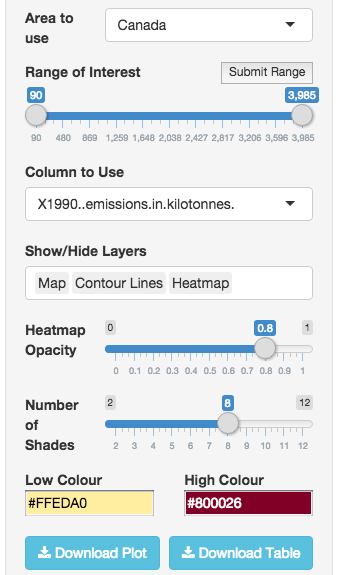 Area to use
Canada
Range of Interest
Submit Range
90
3,985
90 480 869 1,259 1,648 2,038 2,427 2,817 3,206 3,596 3,985
Column to Use
X1990..emissions.in.kilotonnes.
Show/Hide Layers
Map Contour Lines Heatmap
Heatmap Opacity
0
0.8
1
0 0.1 0.2 0.3 0.4 0.5 0.6 0.7 0.8 0.9 1
Number of Shades
2
8
12
2 3 4 5 6 7 8 9 10 11 12
Low Colour
High Colour
#FFEDA0
#800026
Download Plot
Download Table